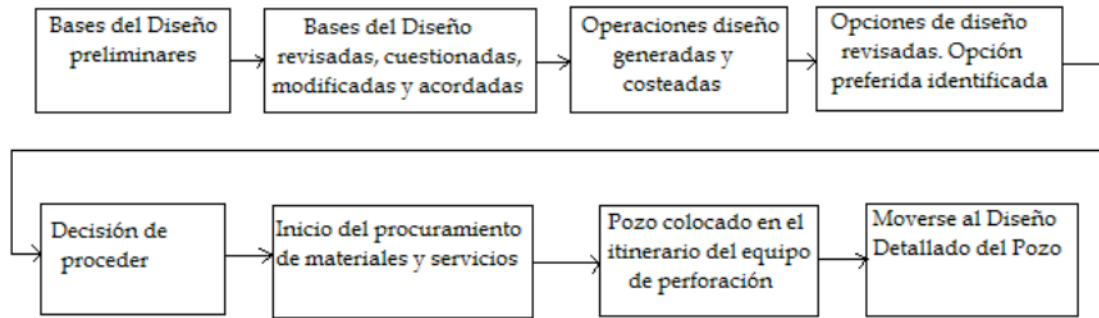 Bases del Diseño
preliminares
Bases del Diseño
revisadas, cuestionadas,
modificadas y acordadas
Operaciones diseño
generadas y
costeadas
Opciones de diseño
revisadas. Opción
preferida identificada
Decisión de
proceder
Inicio del procuramiento
de materiales y servicios
Pozo colocado en el
itinerario del equipo
de perforación
Moverse al Diseño
Detallado del Pozo